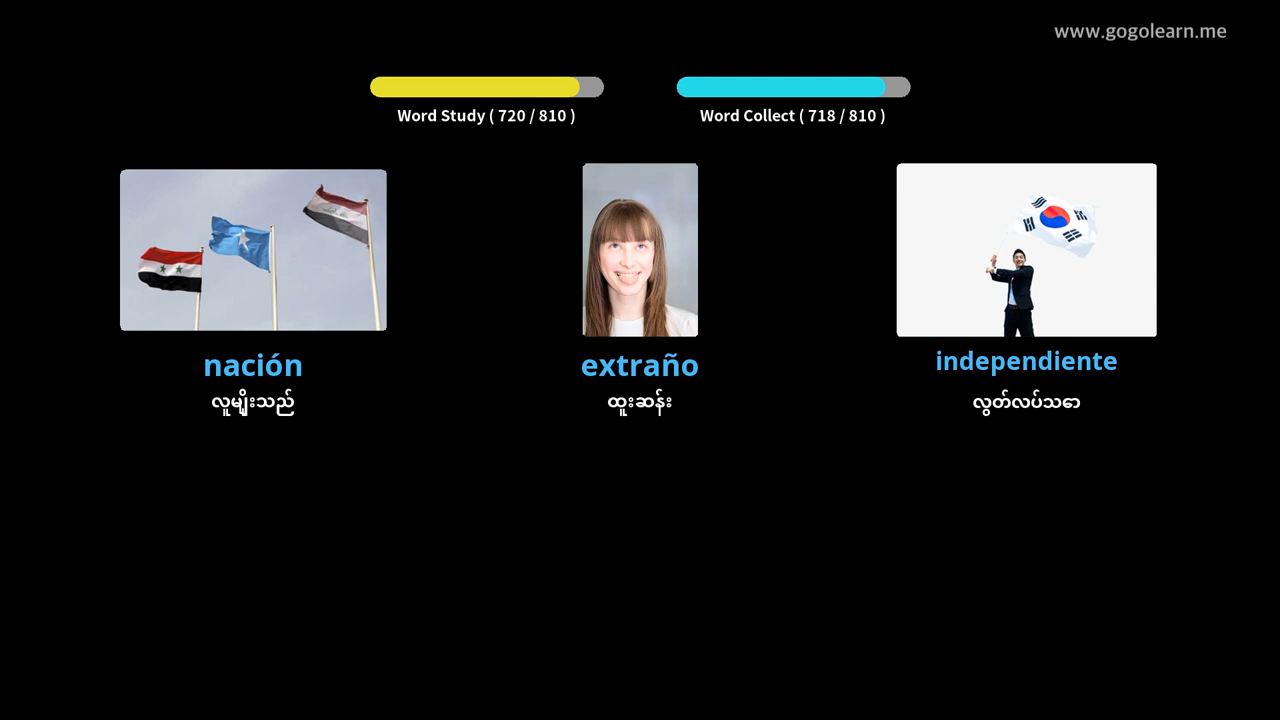 www.gogolearn.me
Word Study ( 720 / 810 )
Word Collect ( 718 / 810 )
nación
extraño
independiente
လူမျိုးသည်
ထူးဆန်း
လွတ်လပ်သော